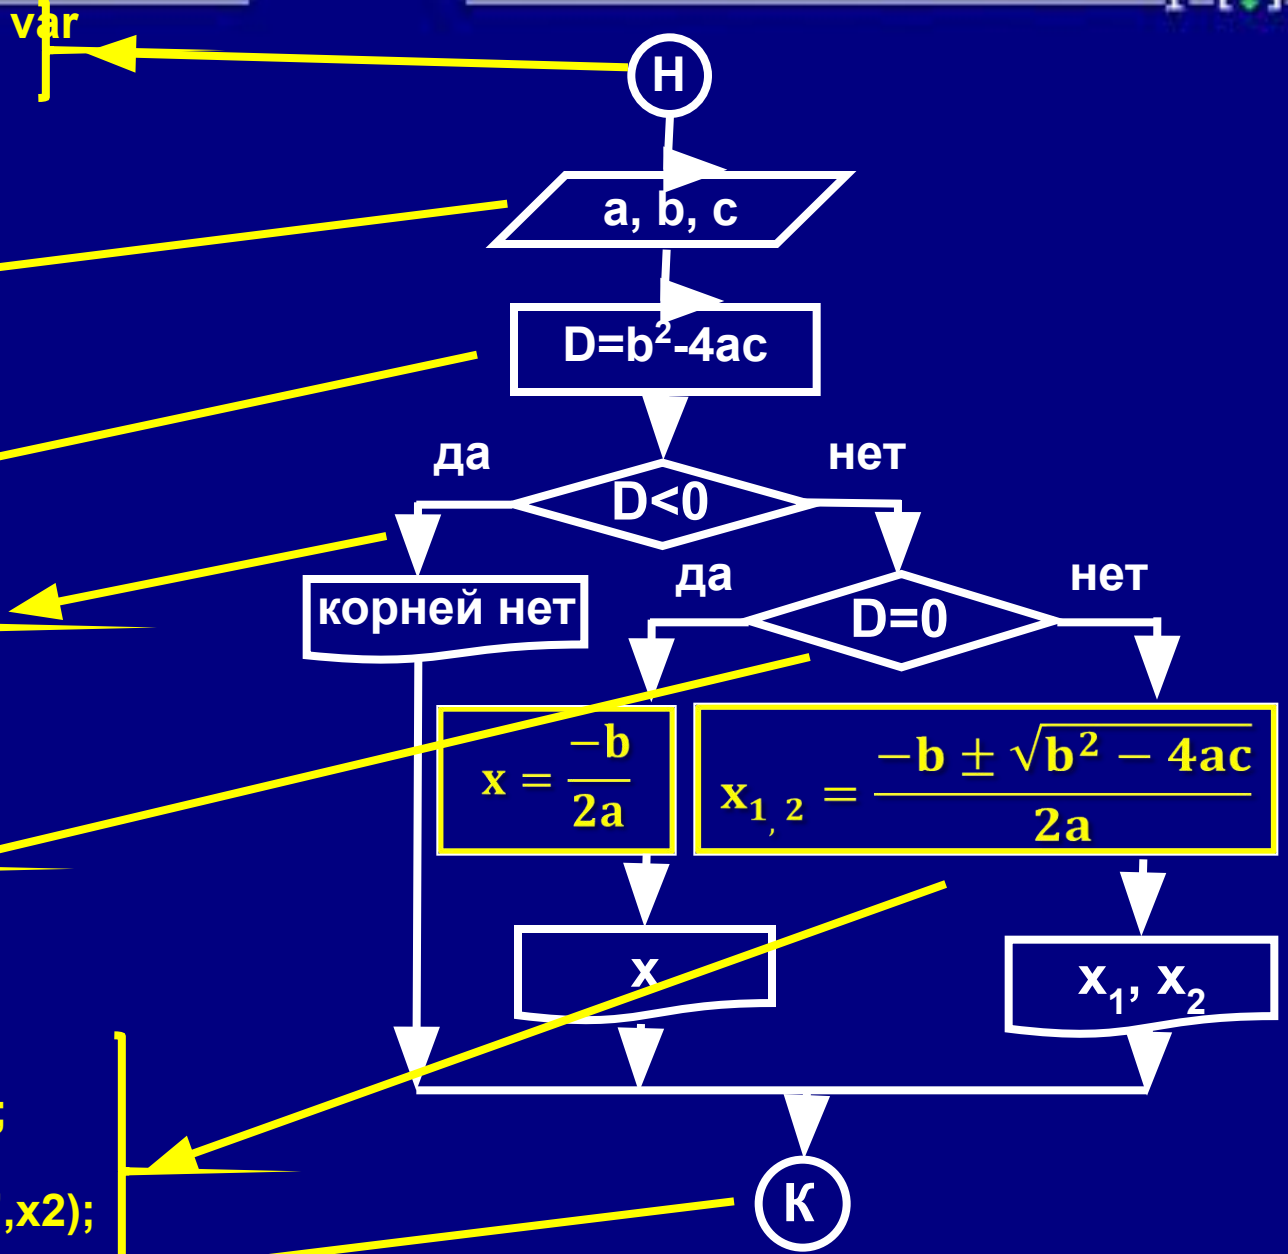 var
Н
a, b, c
D=b²-4ac
да
нет
D<0
да
нет
корней нет
D=0
x = −b / 2a
x₁, ₂ = −b ± √b² − 4ac / 2a
x
x₁, x₂
;
,x2);
К